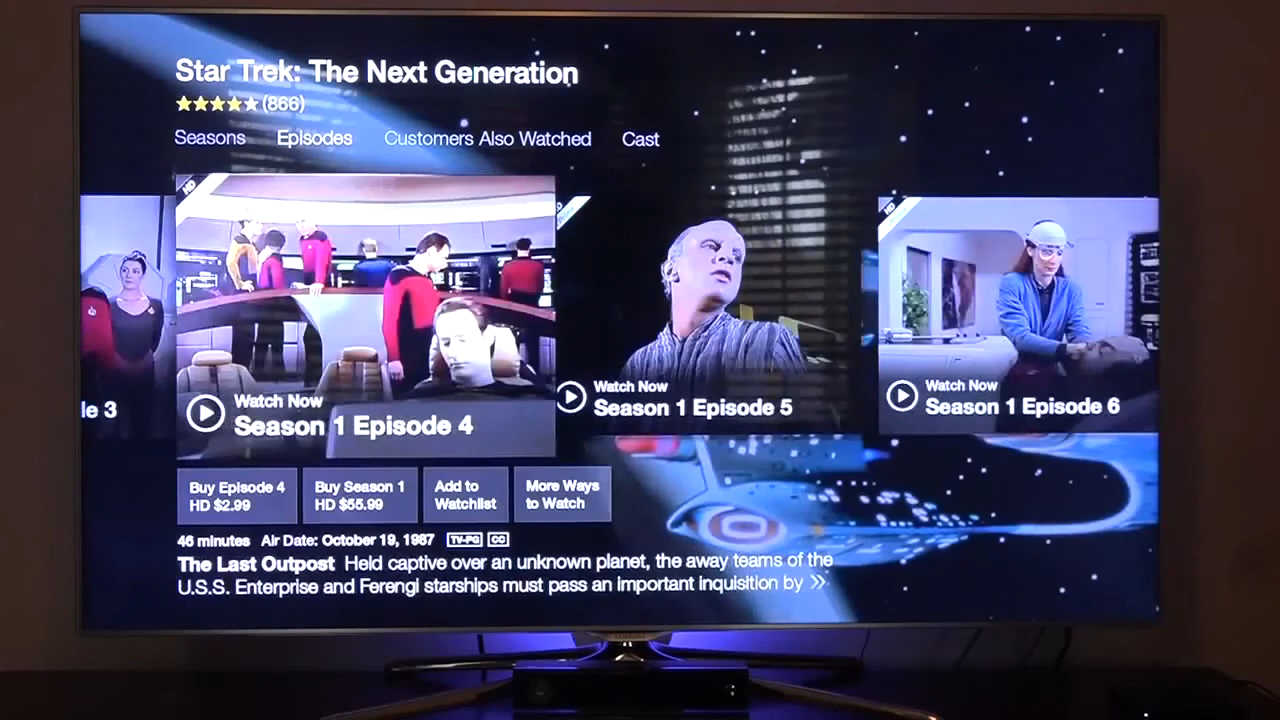 Star Trek: The Next Generation
(866)
Seasons Episodes Customers Also Watched Cast
HD
HD
le 3
Watch Now
Season 1 Episode 4
Watch Now
Season 1 Episode 5
Watch Now
Season 1 Episode 6
Buy Episode 4
HD $2.99
Buy Season 1
HD $55.99
Add to
Watchlist
More Ways
to Watch
46 minutes Air Date: October 19, 1987 TV-PG CC
The Last Outpost Held captive over an unknown planet, the away teams of the
U.S.S. Enterprise and Ferengi starships must pass an important inquisition by »